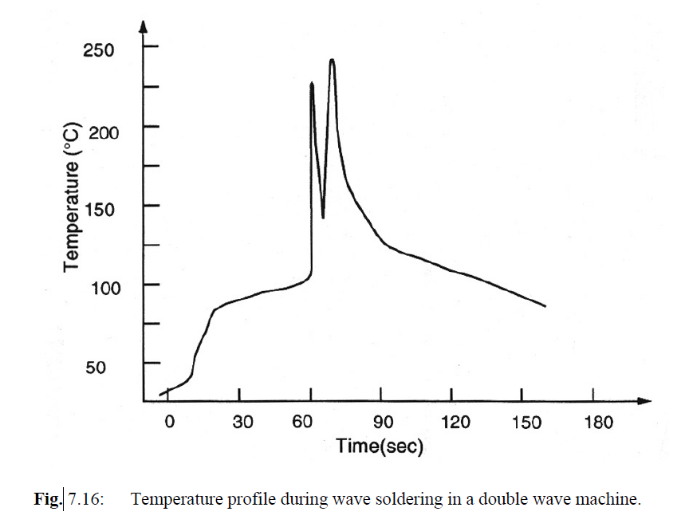 250
200
150
100
50
Temperature (°C)
0 30 60 90 120 150 180
Time(sec)
Fig. 7.16: Temperature profile during wave soldering in a double wave machine.